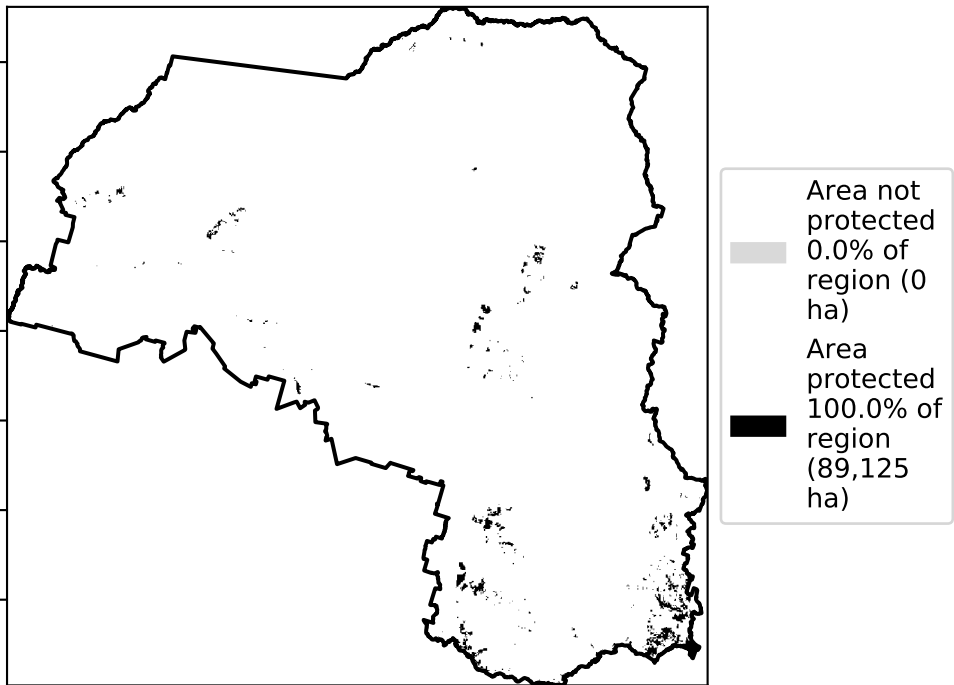 Area not
protected
0.0% of
region (0
ha)
Area
protected
100.0% of
region
(89,125
ha)